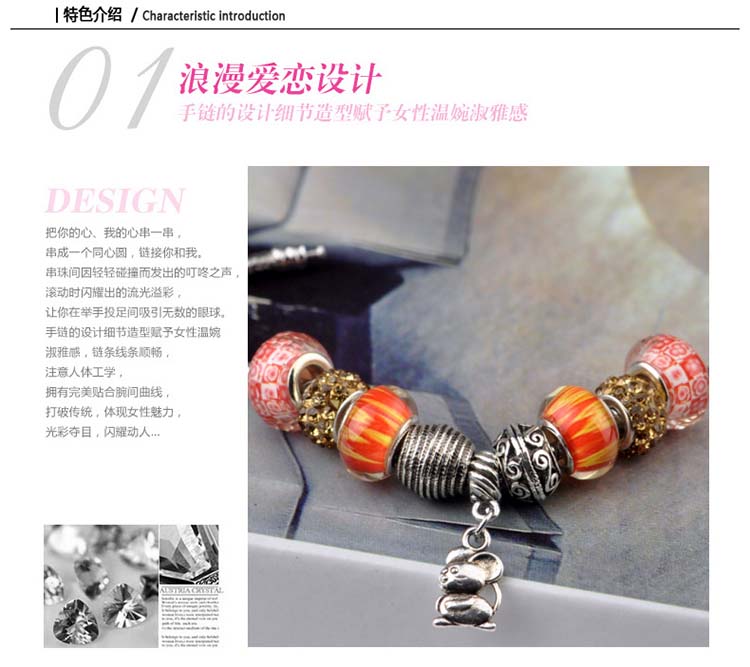 特色介绍 / Characteristic introduction
01 浪漫爱恋设计
手链的设计细节造型赋予女性温婉淑雅感
DESIGN
把你的心、我的心串一串，
串成一个同心圆，链接你和我。
串珠间因轻轻碰撞而发出的叮咚之声，
滚动时闪耀出的流光溢彩，
让你在举手投足间吸引无数的眼球。
手链的设计细节造型赋予女性温婉
淑雅感，链条线条顺畅，
注意人体工学，
拥有完美贴合腕间曲线，
打破传统，体现女性魅力，
光彩夺目，闪耀动人...
AUSTRIA CRYSTAL